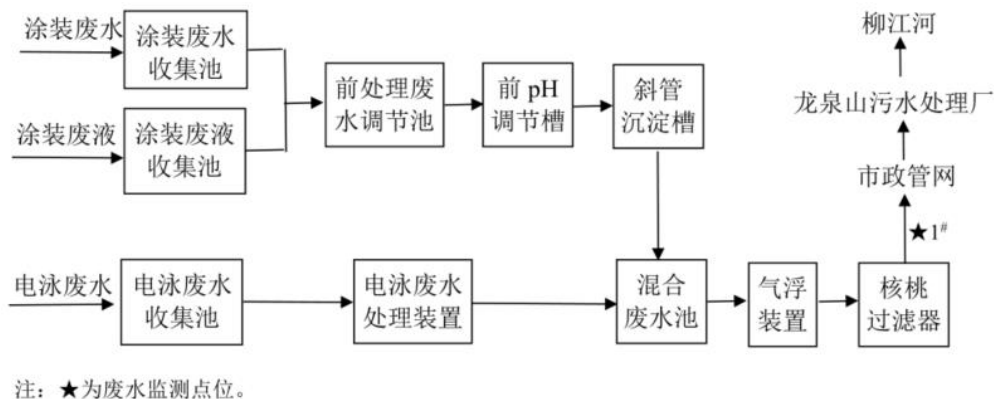 涂装废水
涂装废水
收集池
涂装废液
涂装废液
收集池
前处理废
水调节池
前 pH
调节槽
斜管
沉淀槽
柳江河
龙泉山污水处理厂
市政管网
★1#
电泳废水
电泳废水
收集池
电泳废水
处理装置
混合
废水池
气浮
装置
核桃
过滤器
注：★为废水监测点位。